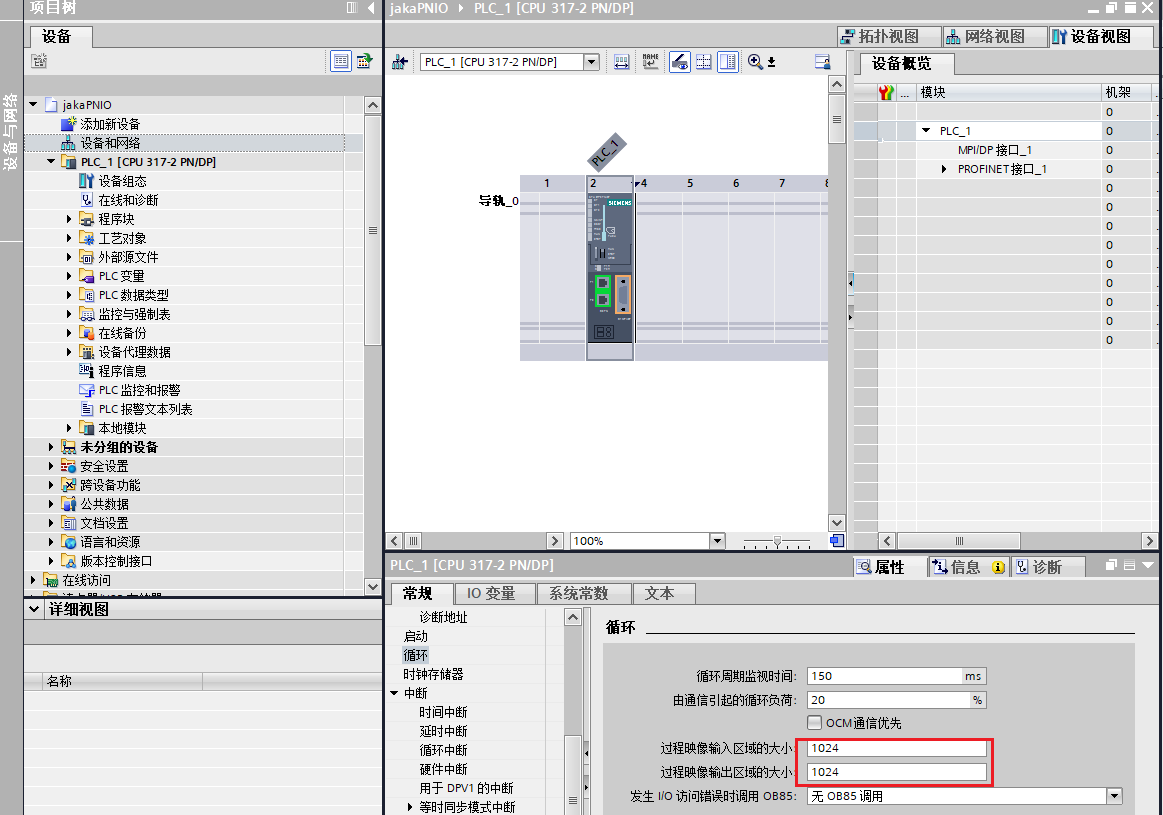 项目树
设备
设备与网络
jakaPNIO
添加新设备
设备和网络
PLC_1 [CPU 317-2 PN/DP]
设备组态
在线和诊断
程序块
工艺对象
外部源文件
PLC 变量
PLC 数据类型
监控与强制表
在线备份
设备代理数据
程序信息
PLC 监控和报警
PLC 报警文本列表
本地模块
未分组的设备
安全设置
跨设备功能
公共数据
文档设置
语言和资源
版本控制接口
在线访问
详细视图
名称
jakaPNIO PLC_1 [CPU 317-2 PN/DP]
拓扑视图 网络视图 设备视图
PLC_1 [CPU 317-2 PN/DP]
PLC_1
1 2 4 5 6 7 8
导轨_0
SIEMENS
100%
设备概览
... 模块 机架
0
PLC_1 0
MPI/DP 接口_1 0
PROFINET 接口_1 0
0
0
0
0
0
0
0
0
0
PLC_1 [CPU 317-2 PN/DP]
属性 信息 诊断
常规 IO 变量 系统常数 文本
诊断地址
启动
循环
时钟存储器
中断
时间中断
延时中断
循环中断
硬件中断
用于 DPV1 的中断
等时同步模式中断
循环
循环周期监视时间: 150 ms
由通信引起的循环负荷: 20 %
OCM通信优先
过程映像输入区域的大小: 1024
过程映像输出区域的大小: 1024
发生 I/O 访问错误时调用 OB85: 无 OB85 调用